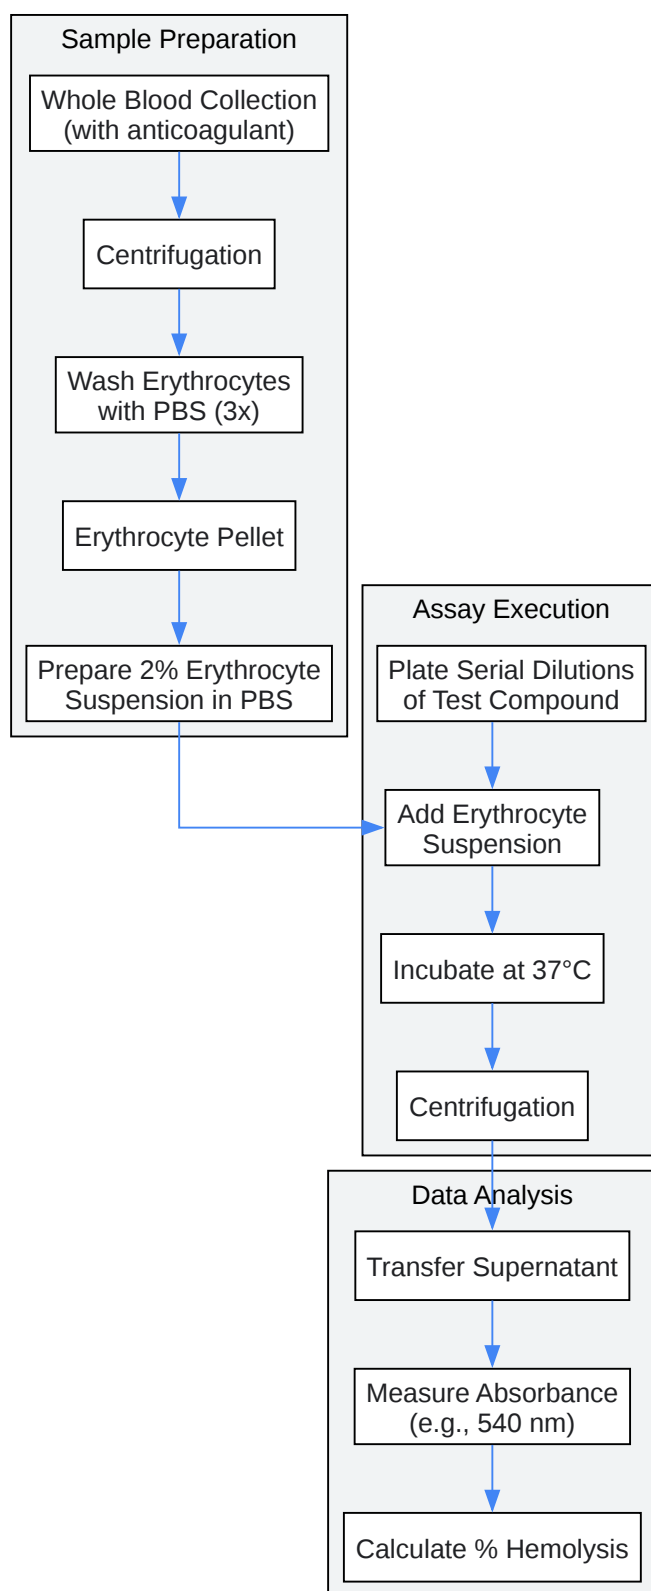 Sample Preparation
Whole Blood Collection
(with anticoagulant)
Centrifugation
Wash Erythrocytes
with PBS (3x)
Erythrocyte Pellet
Prepare 2% Erythrocyte
Suspension in PBS
Assay Execution
Plate Serial Dilutions
of Test Compound
Add Erythrocyte
Suspension
Incubate at 37°C
Centrifugation
Data Analysis
Transfer Supernatant
Measure Absorbance
(e.g., 540 nm)
Calculate % Hemolysis